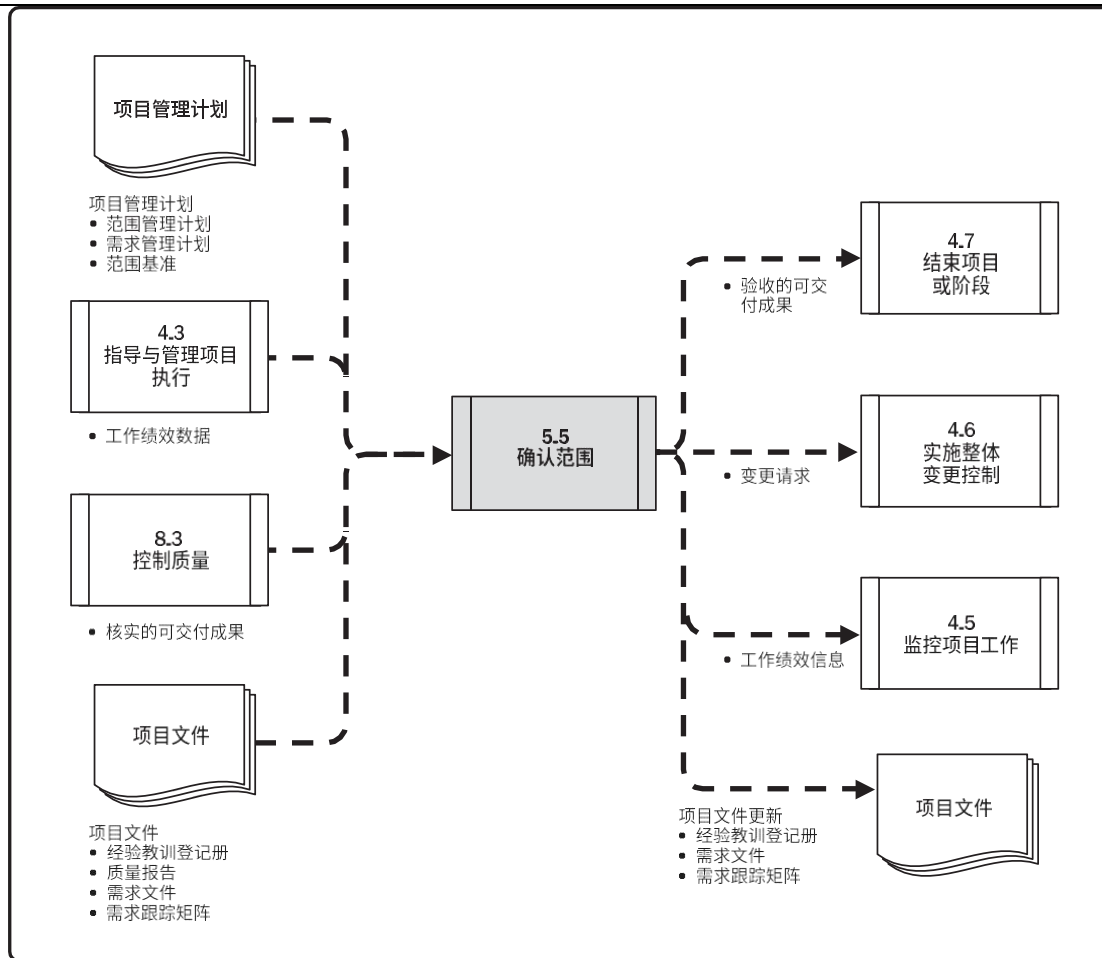 项目管理计划
项目管理计划
• 范围管理计划
• 需求管理计划
• 范围基准
4.3
指导与管理项目
执行
• 工作绩效数据
8.3
控制质量
• 核实的可交付成果
项目文件
项目文件
• 经验教训登记册
• 质量报告
• 需求文件
• 需求跟踪矩阵
5.5
确认范围
• 验收的可交
付成果
4.7
结束项目
或阶段
• 变更请求
4.6
实施整体
变更控制
• 工作绩效信息
4.5
监控项目工作
项目文件更新
• 经验教训登记册
• 需求文件
• 需求跟踪矩阵
项目文件